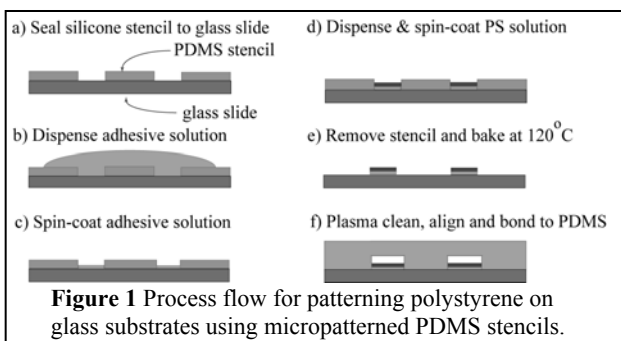 a) Seal silicone stencil to glass slide
PDMS stencil
glass slide
b) Dispense adhesive solution
c) Spin-coat adhesive solution
d) Dispense & spin-coat PS solution
e) Remove stencil and bake at 120°C
f) Plasma clean, align and bond to PDMS
Figure 1 Process flow for patterning polystyrene on
glass substrates using micropatterned PDMS stencils.